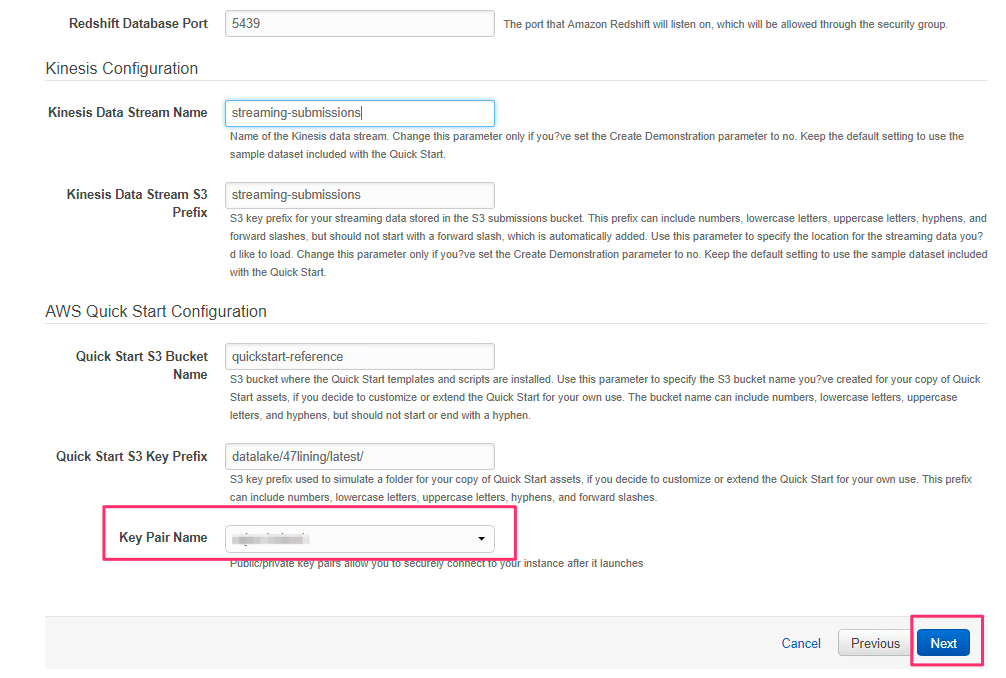 Redshift Database Port 5439 The port that Amazon Redshift will listen on, which will be allowed through the security group.
Kinesis Configuration
Kinesis Data Stream Name streaming-submissions
Name of the Kinesis data stream. Change this parameter only if you?ve set the Create Demonstration parameter to no. Keep the default setting to use the
sample dataset included with the Quick Start.
Kinesis Data Stream S3
Prefix
streaming-submissions
S3 key prefix for your streaming data stored in the S3 submissions bucket. This prefix can include numbers, lowercase letters, uppercase letters, hyphens, and
forward slashes, but should not start with a forward slash, which is automatically added. Use this parameter to specify the location for the streaming data you?
d like to load. Change this parameter only if you?ve set the Create Demonstration parameter to no. Keep the default setting to use the sample dataset included
with the Quick Start.
AWS Quick Start Configuration
Quick Start S3 Bucket
Name
quickstart-reference
S3 bucket where the Quick Start templates and scripts are installed. Use this parameter to specify the S3 bucket name you?ve created for your copy of Quick
Start assets, if you decide to customize or extend the Quick Start for your own use. The bucket name can include numbers, lowercase letters, uppercase
letters, and hyphens, but should not start or end with a hyphen.
Quick Start S3 Key Prefix datalake/47lining/latest/
S3 key prefix used to simulate a folder for your copy of Quick Start assets, if you decide to customize or extend the Quick Start for your own use. This prefix
can include numbers, lowercase letters, uppercase letters, hyphens, and forward slashes.
Key Pair Name
Public/private key pairs allow you to securely connect to your instance after it launches
Cancel Previous Next